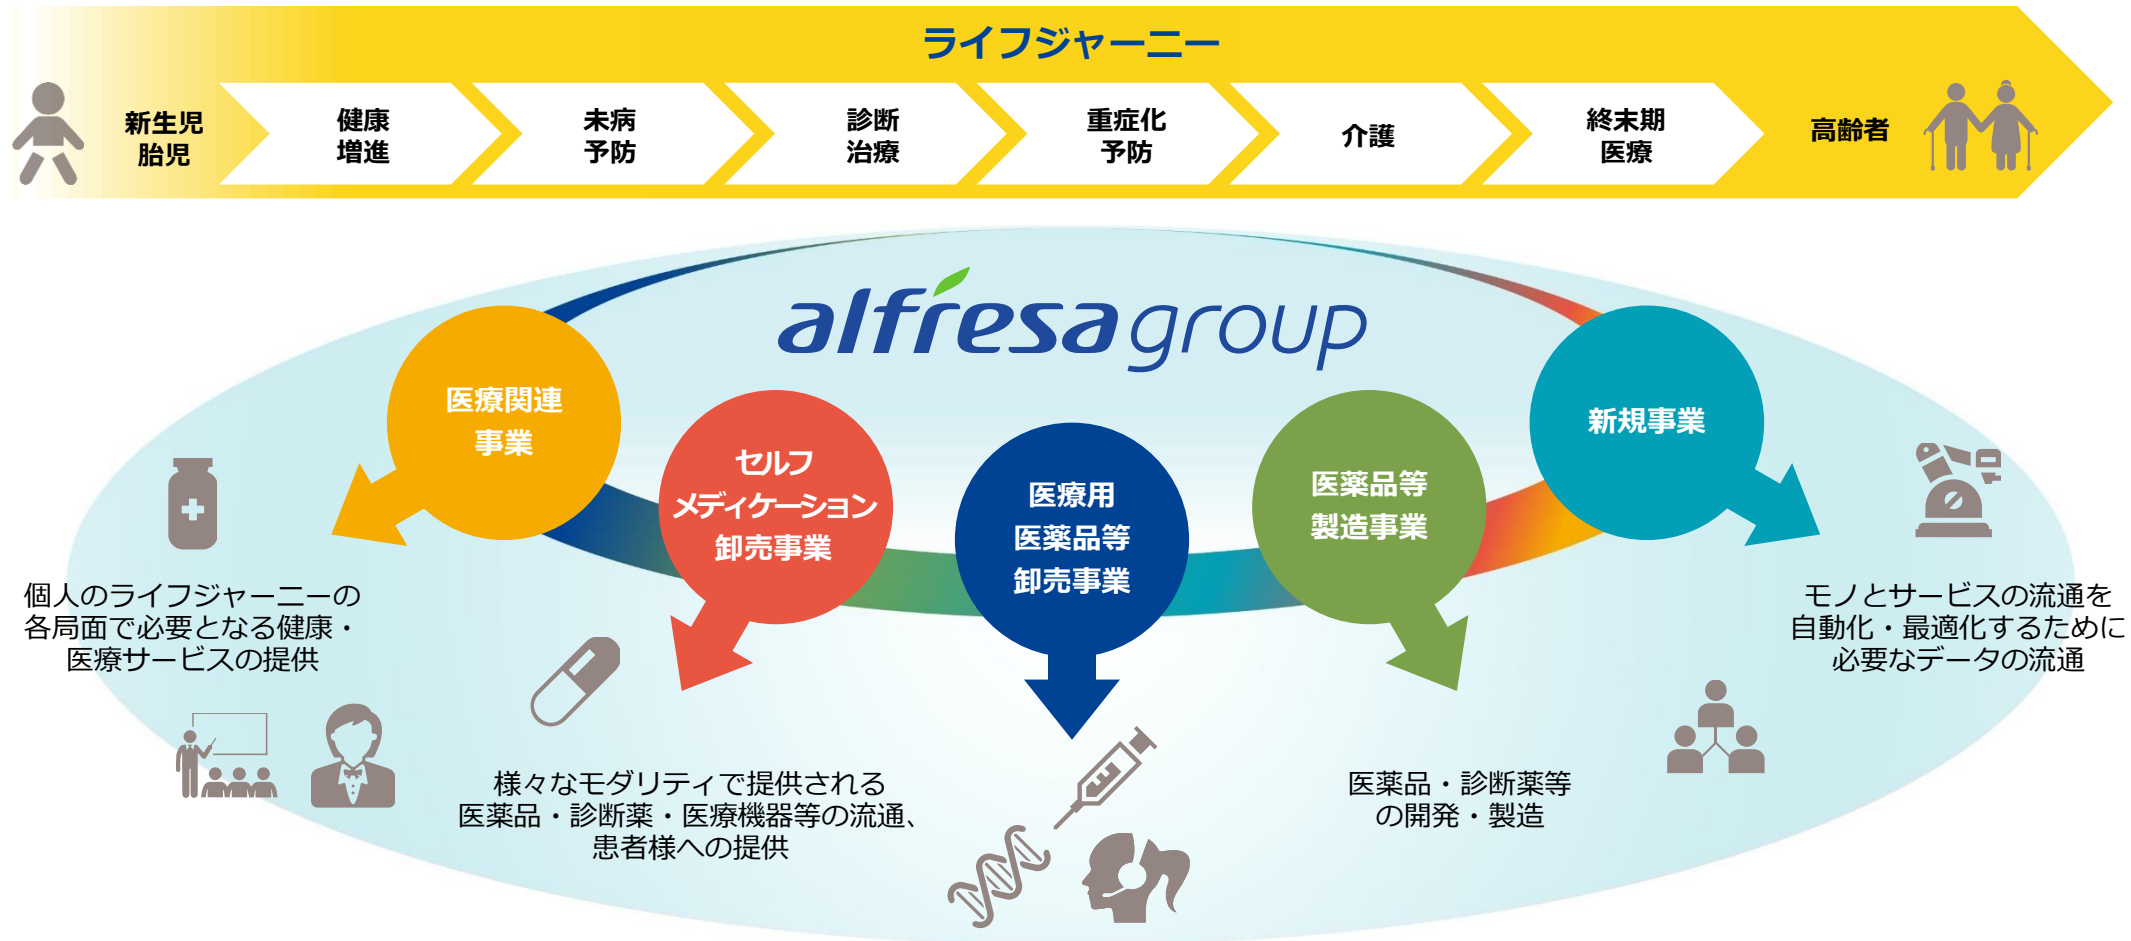 ライフジャーニー
新生児
胎児
健康
増進
未病
予防
診断
治療
重症化
予防
介護
終末期
医療
高齢者
alfresa group
医療関連
事業
セルフ
メディケーション
卸売事業
医療用
医薬品等
卸売事業
医薬品等
製造事業
新規事業
個人のライフジャーニーの
各局面で必要となる健康・
医療サービスの提供
様々なモダリティで提供される
医薬品・診断薬・医療機器等の流通、
患者様への提供
医薬品・診断薬等
の開発・製造
モノとサービスの流通を
自動化・最適化するために
必要なデータの流通